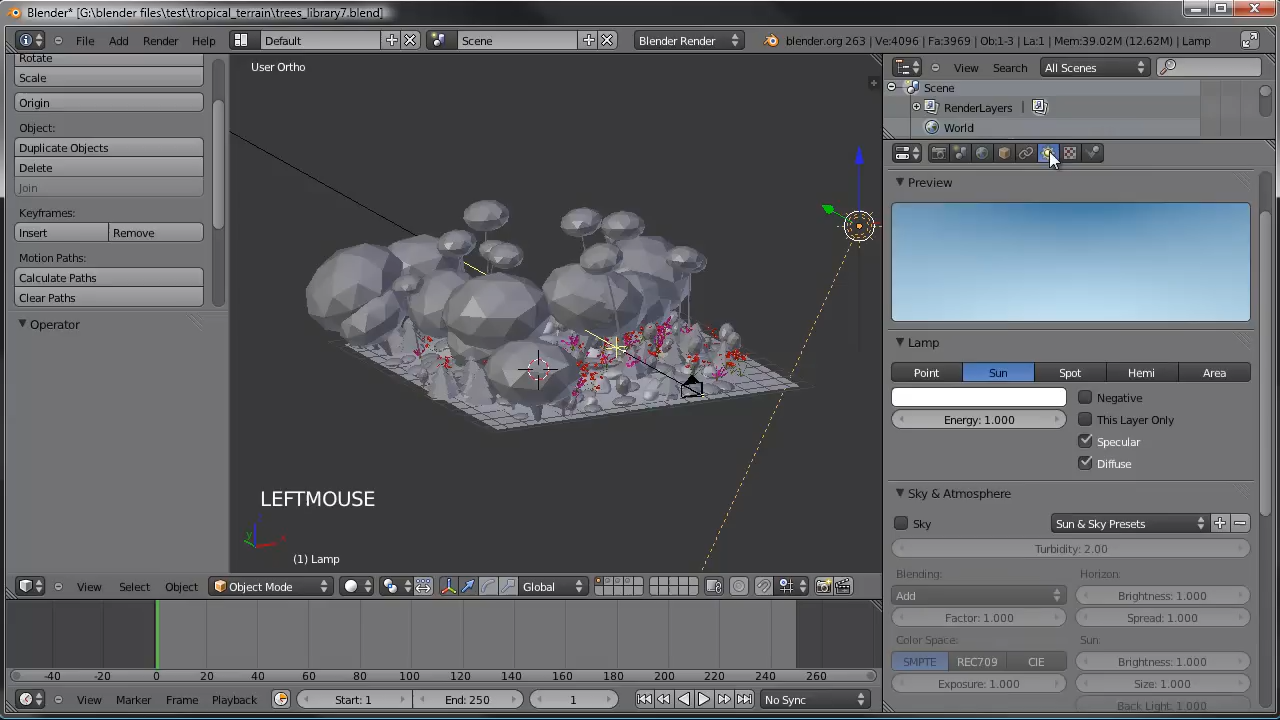 Blender* [G:\blender files\test\tropical_terrain\trees_library7.blend]
File Add Render Help Default Scene Blender Render blender.org 263 | Ve:4096 | Fa:3969 | Ob:1-3 | La:1 | Mem:39.02M (12.62M) | Lamp
Rotate
Scale
Origin
Object:
Duplicate Objects
Delete
Join
Keyframes:
Insert Remove
Motion Paths:
Calculate Paths
Clear Paths
Operator
User Ortho
LEFTMOUSE
(1) Lamp
z
y
x
View Select Object Object Mode Global
-40 -20 0 20 40 60 80 100 120 140 160 180 200 220 240 260
View Marker Frame Playback Start: 1 End: 250 1 No Sync
View Search All Scenes
Scene
RenderLayers |
World
Preview
Lamp
Point Sun Spot Hemi Area
Negative
Energy: 1.000 This Layer Only
Specular
Diffuse
Sky & Atmosphere
Sky Sun & Sky Presets
Turbidity: 2.00
Blending: Horizon:
Add Brightness: 1.000
Factor: 1.000 Spread: 1.000
Color Space: Sun:
SMPTE REC709 CIE Brightness: 1.000
Exposure: 1.000 Size: 1.000
Back Light: 1.000